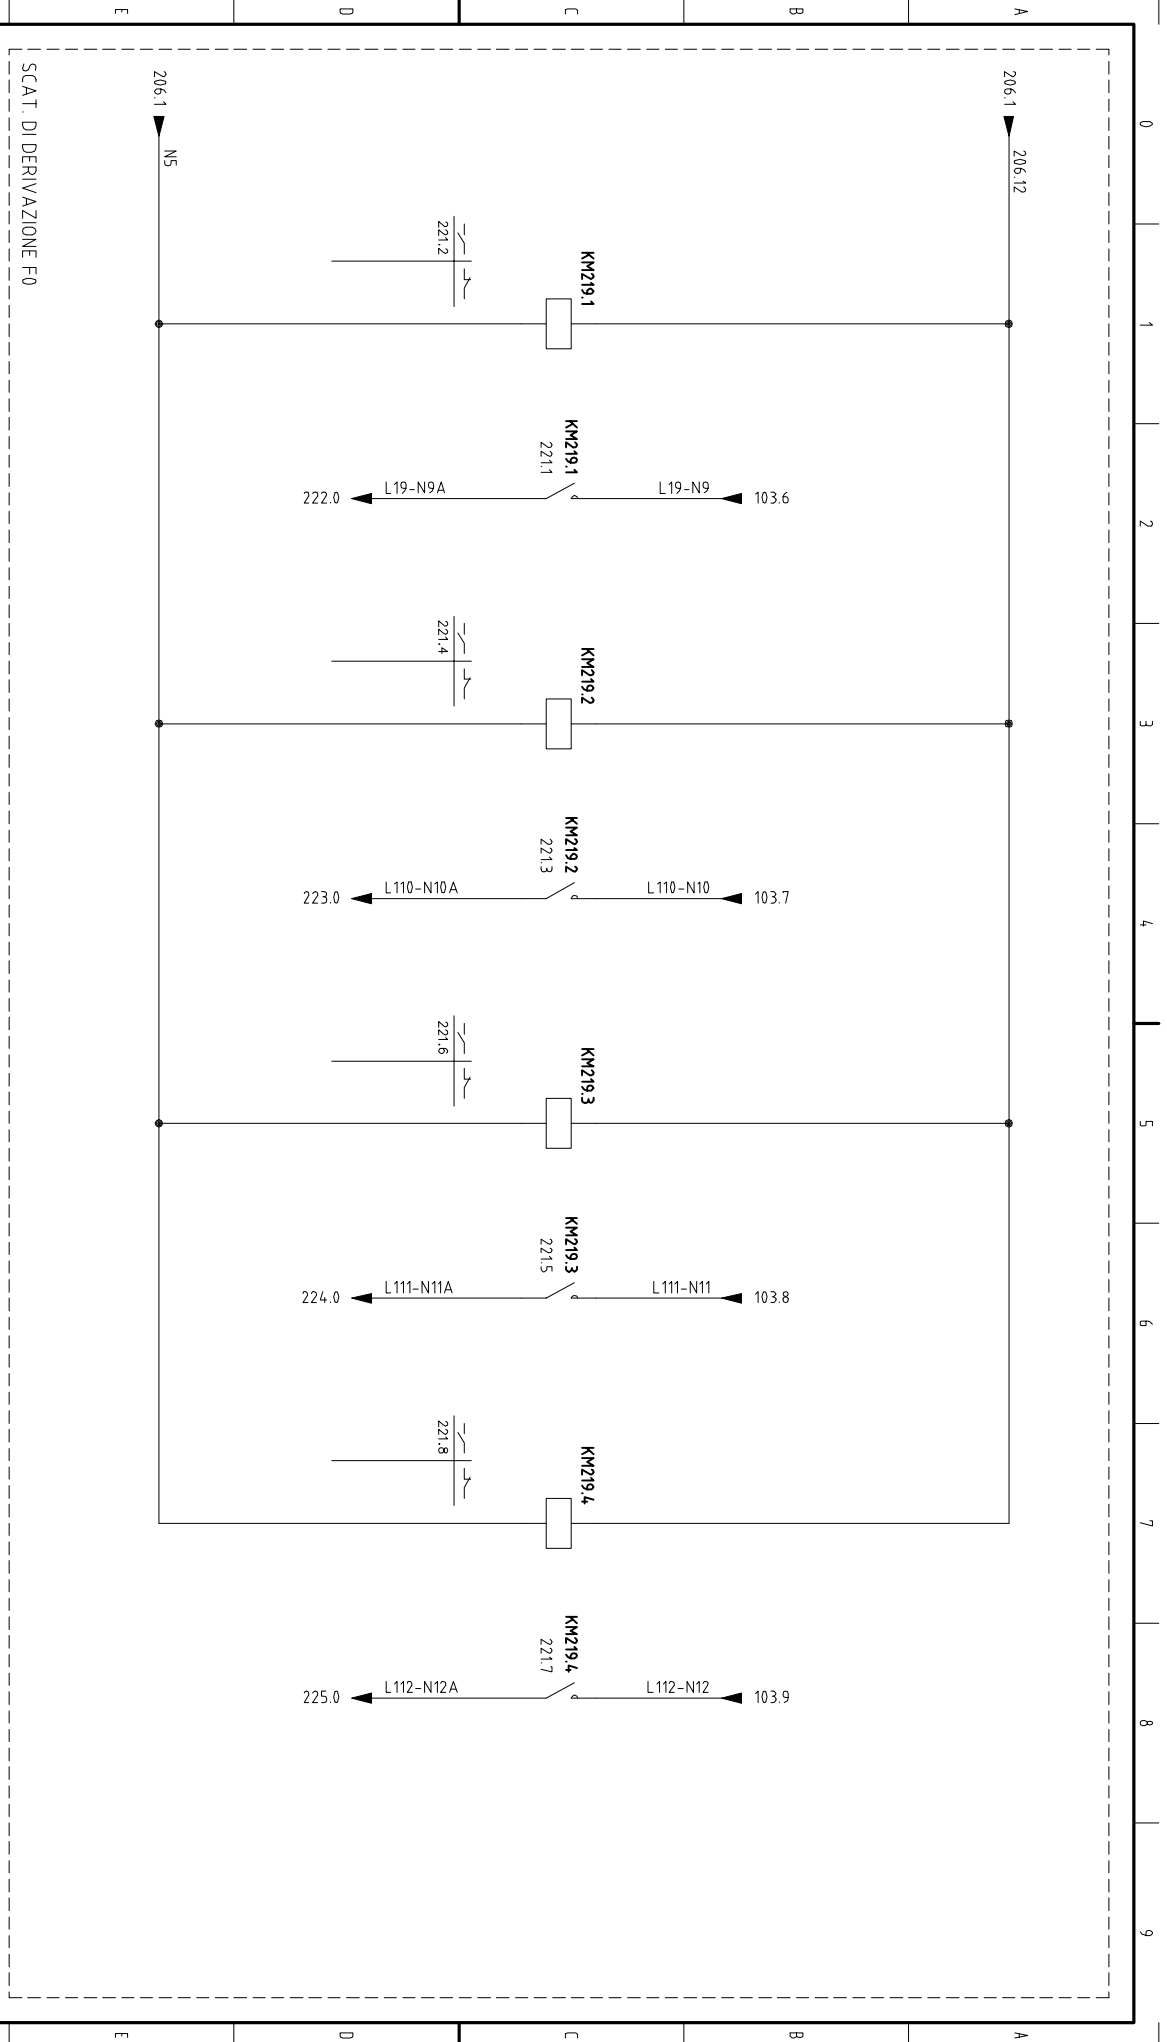 0
1
2
3
4
5
6
7
8
9
A
A
B
B
C
C
D
D
E
E
206.1
206.12
KM219.1
221.2
KM219.1
221.1
103.6
L19-N9
L19-N9A
222.0
KM219.2
221.4
KM219.2
221.3
103.7
L110-N10
L110-N10A
223.0
KM219.3
221.6
KM219.3
221.5
103.8
L111-N11
L111-N11A
224.0
KM219.4
221.8
KM219.4
221.7
103.9
L112-N12
L112-N12A
225.0
206.1
N5
SCAT. DI DERIVAZIONE F0